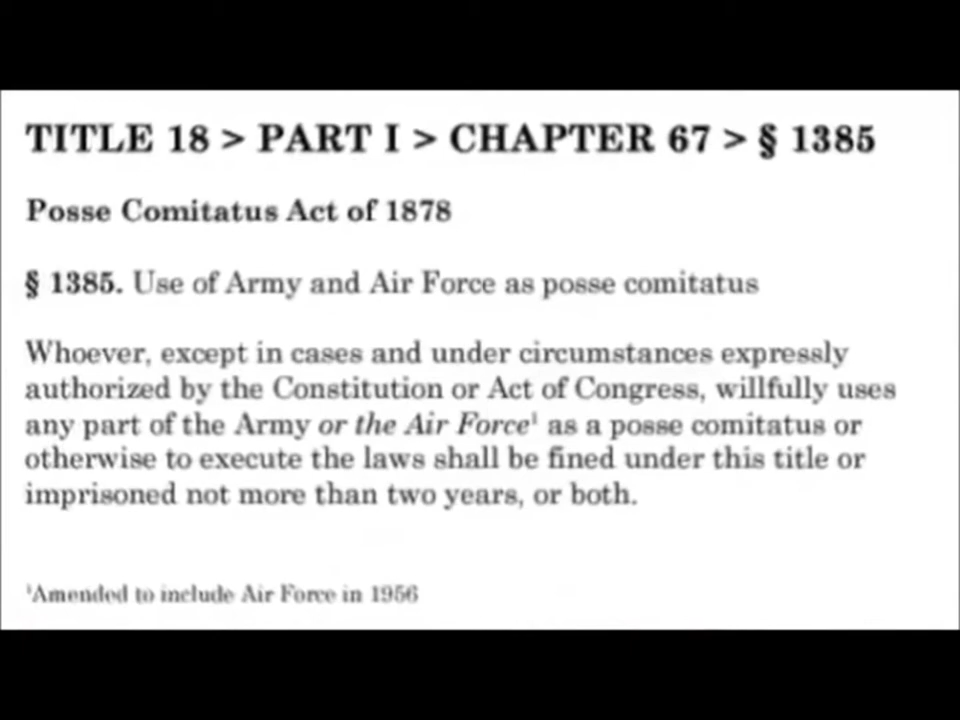 TITLE 18 > PART I > CHAPTER 67 > § 1385
Posse Comitatus Act of 1878
§ 1385. Use of Army and Air Force as posse comitatus
Whoever, except in cases and under circumstances expressly
authorized by the Constitution or Act of Congress, willfully uses
any part of the Army or the Air Force¹ as a posse comitatus or
otherwise to execute the laws shall be fined under this title or
imprisoned not more than two years, or both.
¹Amended to include Air Force in 1956